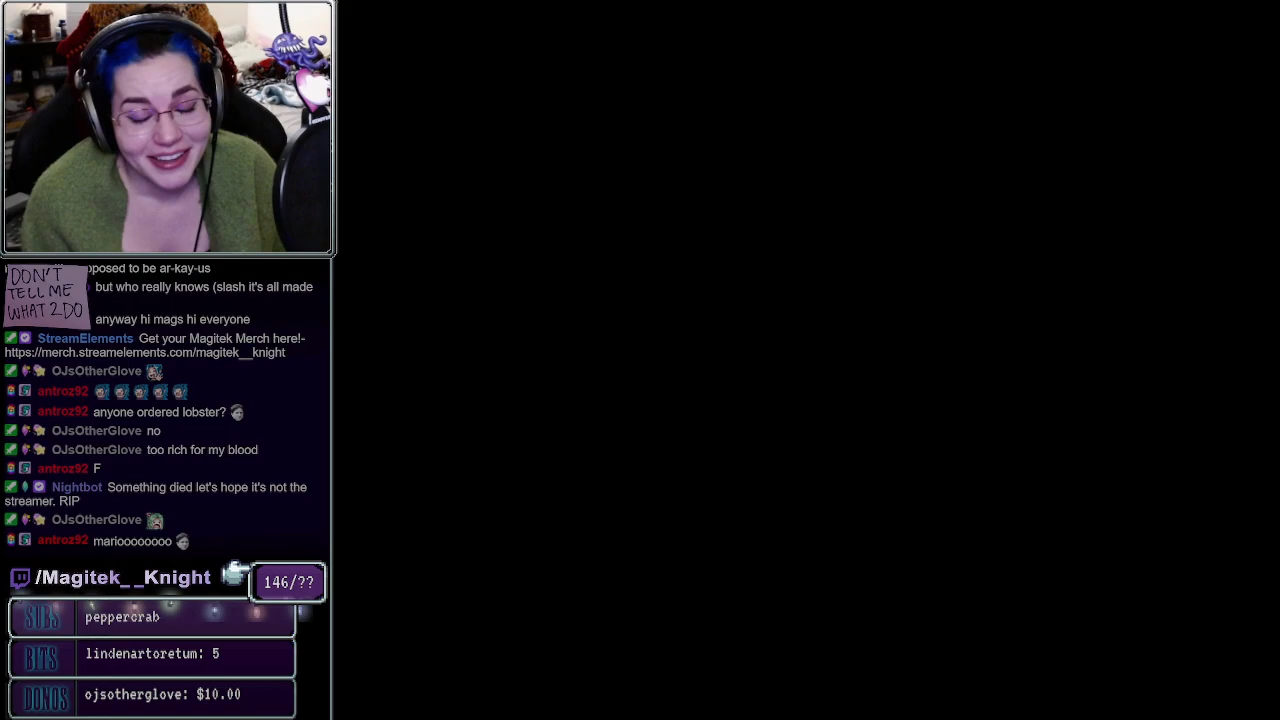 posed to be ar-kay-us
DON'T
TELL ME
WHAT 2 DO
but who really knows (slash it's all made
anyway hi mags hi everyone
StreamElements Get your Magitek Merch here!-
https://merch.streamelements.com/magitek__knight
OJsOtherGlove
antroz92
antroz92 anyone ordered lobster?
OJsOtherGlove no
OJsOtherGlove too rich for my blood
antroz92 F
Nightbot Something died let's hope it's not the
streamer. RIP
OJsOtherGlove
antroz92 marioooooooo
/Magitek__Knight
146/??
SUBS peppercrab
BITS lindenartoretum: 5
DONOS ojsotherglove: $10.00